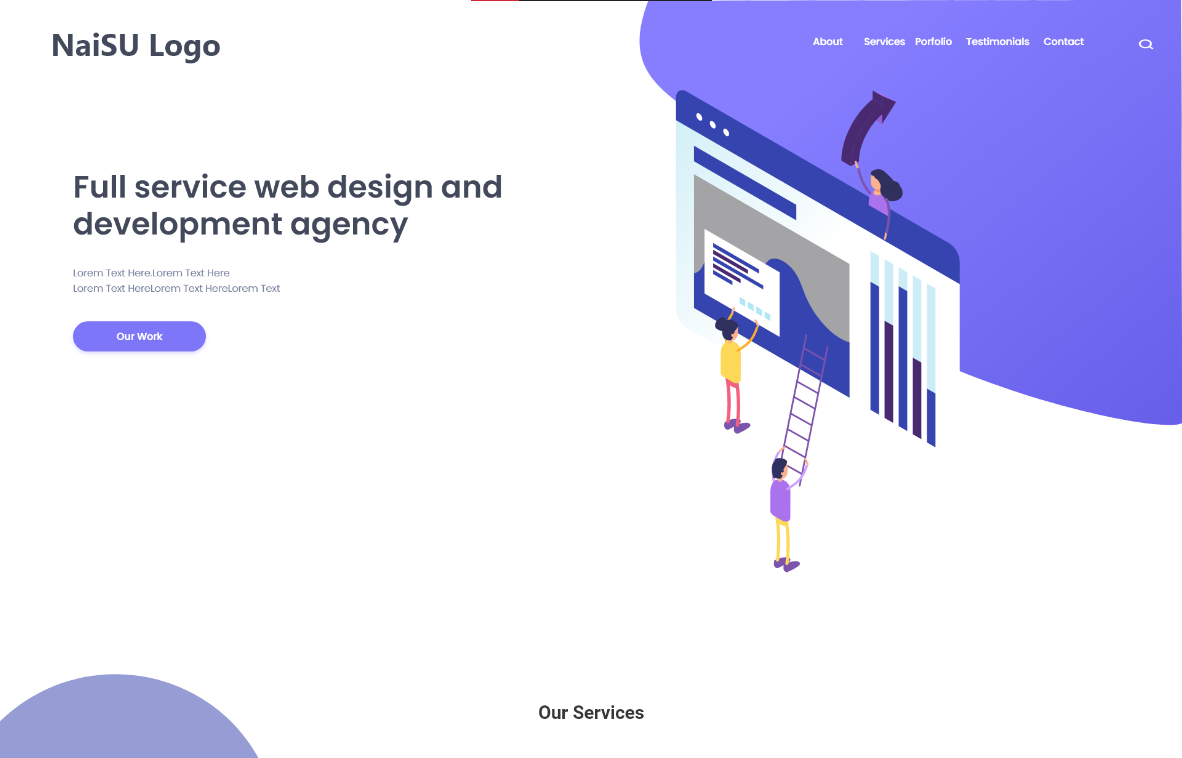 NaiSU Logo
About Services Porfolio Testimonials Contact
Full service web design and
development agency
Lorem Text Here.Lorem Text Here
Lorem Text HereLorem Text HereLorem Text
Our Work
Our Services